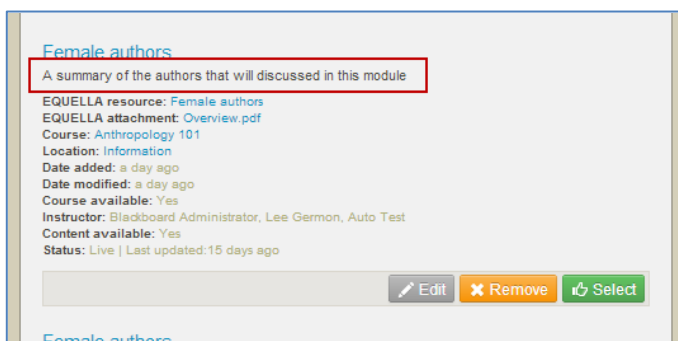 Female authors
A summary of the authors that will discussed in this module
EQUELLA resource: Female authors
EQUELLA attachment: Overview.pdf
Course: Anthropology 101
Location: Information
Date added: a day ago
Date modified: a day ago
Course available: Yes
Instructor: Blackboard Administrator, Lee Germon, Auto Test
Content available: Yes
Status: Live | Last updated:15 days ago
Edit Remove Select
Female authors